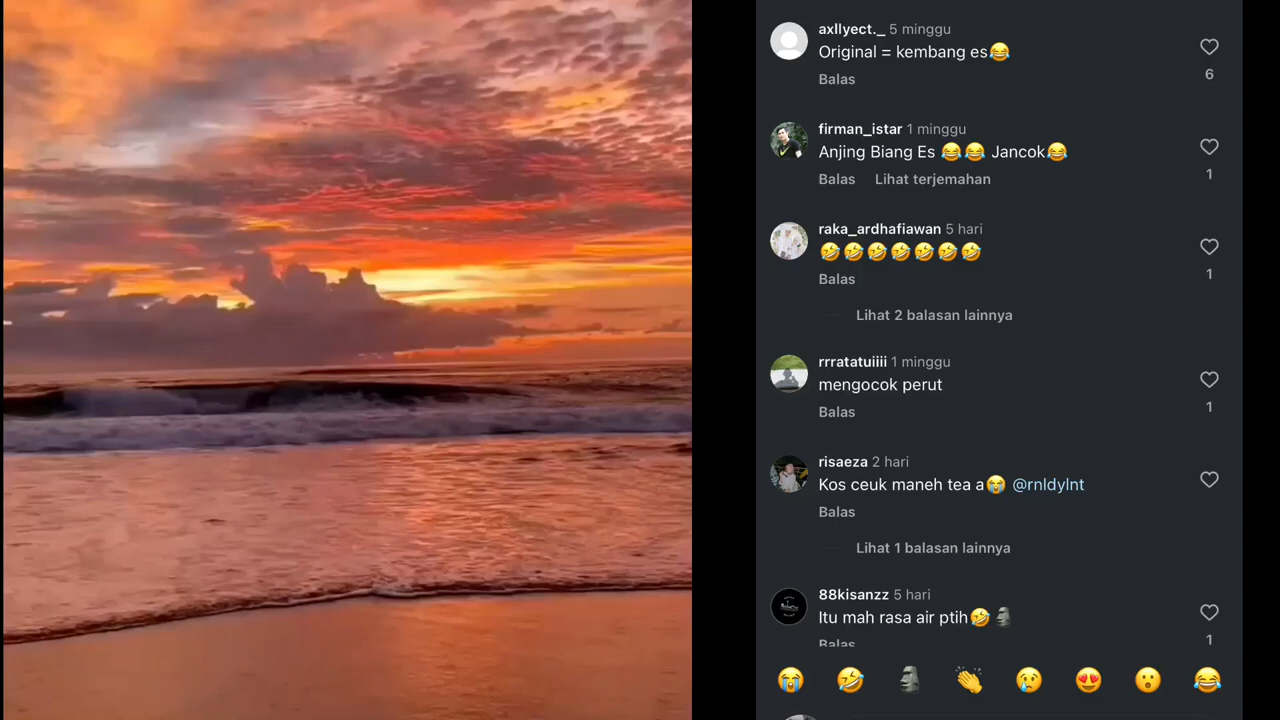 axllyect._ 5 minggu
Original = kembang es😂
6
Balas
firman_istar 1 minggu
Anjing Biang Es 😂😂 Jancok😂
1
Balas Lihat terjemahan
raka_ardhafiawan 5 hari
🤣🤣🤣🤣🤣🤣🤣
1
Balas
Lihat 2 balasan lainnya
rrratatuiiii 1 minggu
mengocok perut
1
Balas
risaeza 2 hari
Kos ceuk maneh tea a😭 @rnldylnt
Balas
Lihat 1 balasan lainnya
88kisanzz 5 hari
Itu mah rasa air ptih🤣🗿
1
Balas